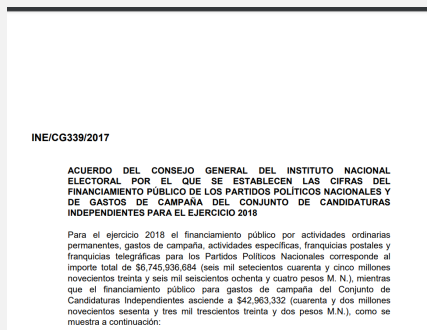 INE/CG339/2017
ACUERDO DEL CONSEJO GENERAL DEL INSTITUTO NACIONAL
ELECTORAL POR EL QUE SE ESTABLECEN LAS CIFRAS DEL
FINANCIAMIENTO PÚBLICO DE LOS PARTIDOS POLÍTICOS NACIONALES Y
DE GASTOS DE CAMPAÑA DEL CONJUNTO DE CANDIDATURAS
INDEPENDIENTES PARA EL EJERCICIO 2018
Para el ejercicio 2018 el financiamiento público por actividades ordinarias
permanentes, gastos de campaña, actividades específicas, franquicias postales y
franquicias telegráficas para los Partidos Políticos Nacionales corresponde al
importe total de $6,745,936,684 (seis mil setecientos cuarenta y cinco millones
novecientos treinta y seis mil seiscientos ochenta y cuatro pesos M. N.), mientras
que el financiamiento público para gastos de campaña del Conjunto de
Candidaturas Independientes asciende a $42,963,332 (cuarenta y dos millones
novecientos sesenta y tres mil trescientos treinta y dos pesos M.N.), como se
muestra a continuación: